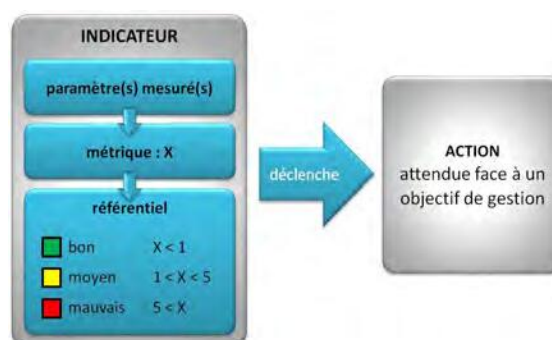 INDICATEUR
paramètre(s) mesuré(s)
métrique : X
référentiel
bon X < 1
moyen 1 < X < 5
mauvais 5 < X
déclenche
ACTION
attendue face à un
objectif de gestion